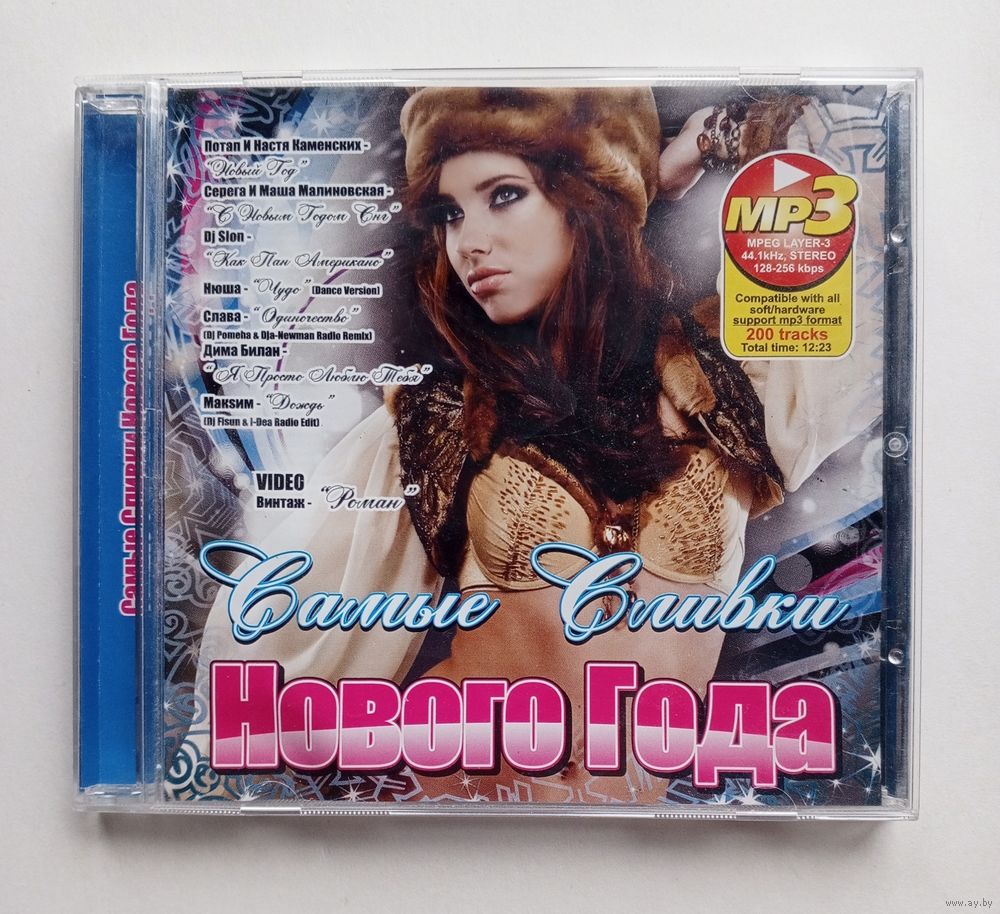 Потап И Настя Каменских -
"Новый Год"
Серега И Маша Малиновская -
"С Новым Годом Снг"
Dj Slon -
"Как Пан Американо"
Нюша - "Чудо" (Dance Version)
Слава - "Одиночество"
(Dj Pomeha & Dja-Newman Radio Remix)
Дима Билан -
"Я Просто Люблю Тебя"
Макsим - "Дождь"
(Dj Fisun & I-Dea Radio Edit)
VIDEO
Винтаж - "Роман"
MP3
MPEG LAYER-3
44.1kHz, STEREO
128-256 kbps
Compatible with all
soft/hardware
support mp3 format
200 tracks
Total time: 12:23
Самые Сливки
Нового Года
Самые Сливки Нового Года
www.ay.by